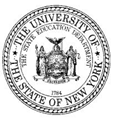 THE UNIVERSITY OF
THE STATE OF NEW YORK
THE STATE EDUCATION DEPARTMENT
1784